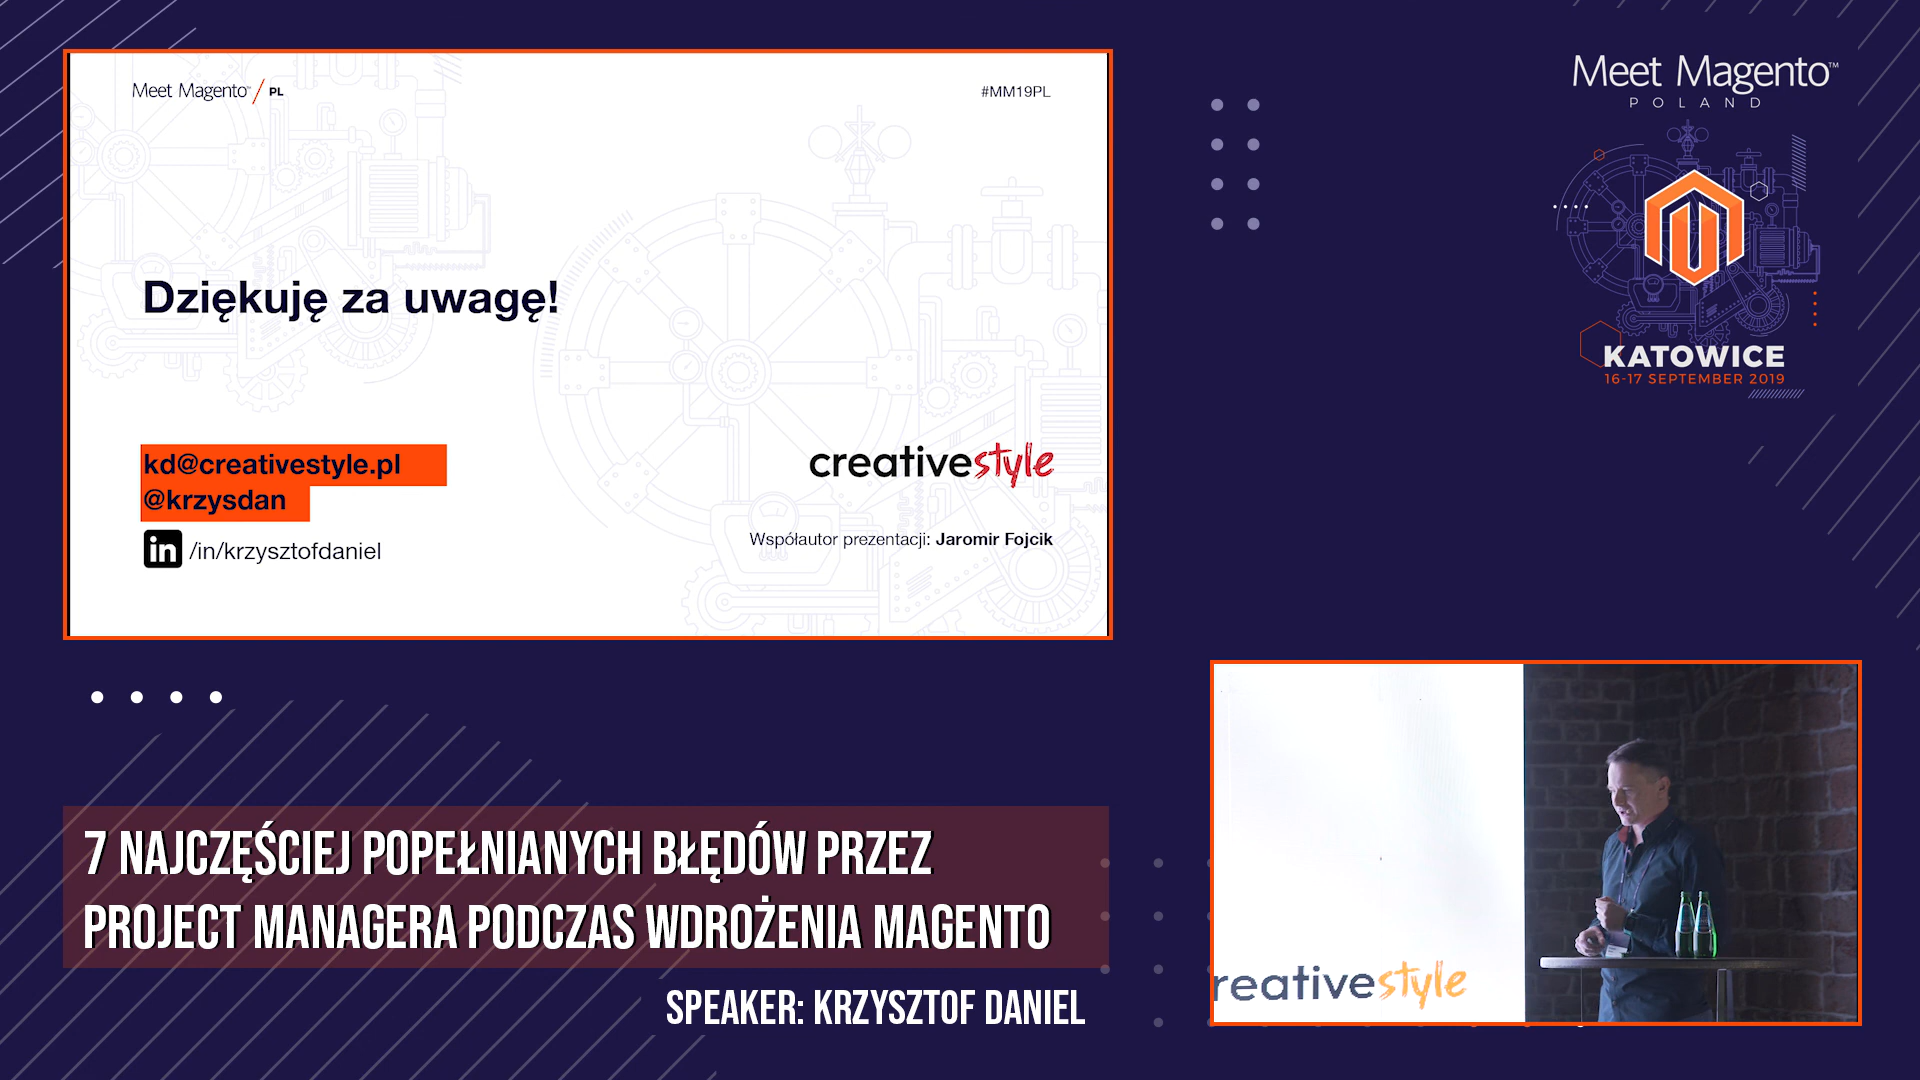 Meet Magento™ / PL
#MM19PL
Dziękuję za uwagę!
kd@creativestyle.pl
@krzysdan
in /in/krzysztofdaniel
creativestyle
Współautor prezentacji: Jaromir Fojcik
Meet Magento™
POLAND
KATOWICE
16-17 SEPTEMBER 2019
7 NAJCZĘŚCIEJ POPEŁNIANYCH BŁĘDÓW PRZEZ
PROJECT MANAGERA PODCZAS WDROŻENIA MAGENTO
SPEAKER: KRZYSZTOF DANIEL
reativestyle